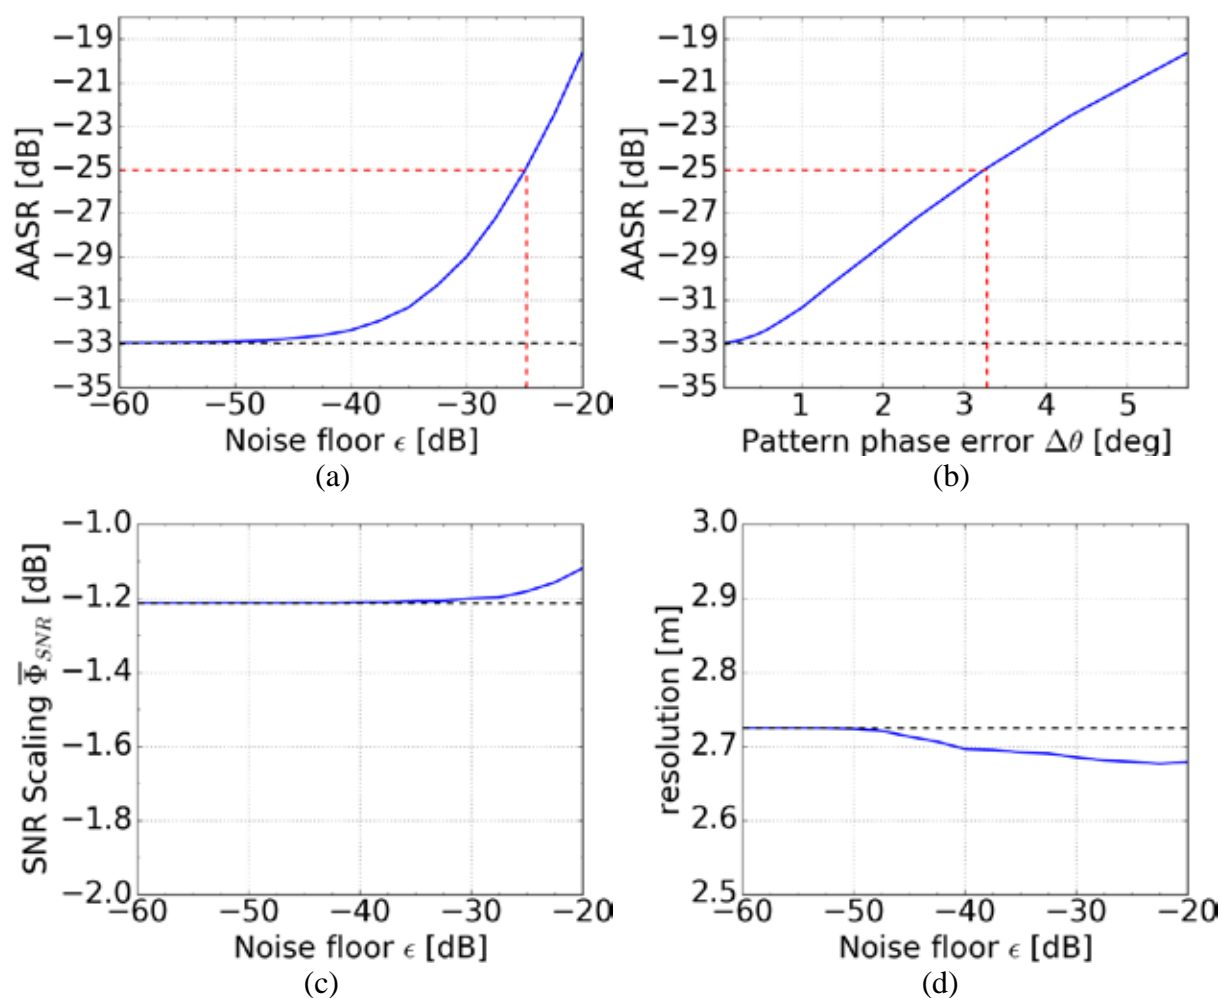 −19
−21
−23
−25
−27
−29
−31
−33
−35
AASR [dB]
−60 −50 −40 −30 −20
Noise floor ϵ [dB]
(a)
−19
−21
−23
−25
−27
−29
−31
−33
−35
AASR [dB]
1 2 3 4 5
Pattern phase error Δθ [deg]
(b)
−1.0
−1.2
−1.4
−1.6
−1.8
−2.0
SNR Scaling Φ̅_SNR [dB]
−60 −50 −40 −30 −20
Noise floor ϵ [dB]
(c)
3.0
2.9
2.8
2.7
2.6
2.5
resolution [m]
−60 −50 −40 −30 −20
Noise floor ϵ [dB]
(d)